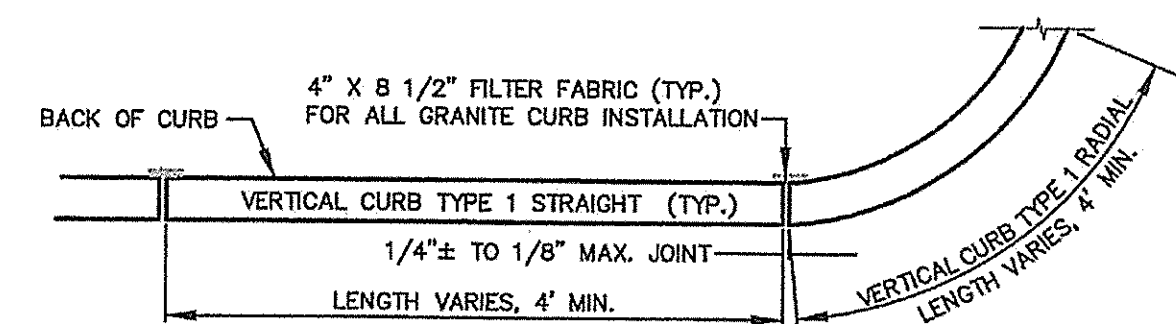 4" X 8 1/2" FILTER FABRIC (TYP.)
FOR ALL GRANITE CURB INSTALLATION
BACK OF CURB
VERTICAL CURB TYPE 1 STRAIGHT (TYP.)
1/4"± TO 1/8" MAX. JOINT
LENGTH VARIES, 4' MIN.
VERTICAL CURB TYPE 1 RADIAL
LENGTH VARIES, 4' MIN.